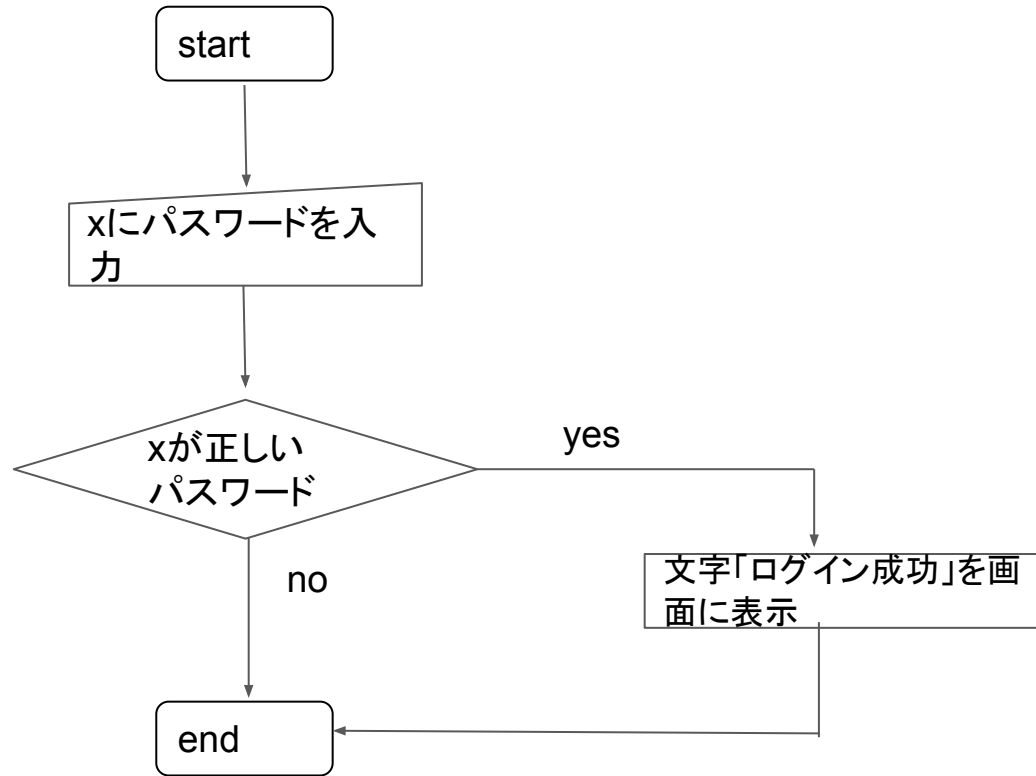 start
xにパスワードを入
力
xが正しい
パスワード
yes
no
文字｢ログイン成功｣を画
面に表示
end